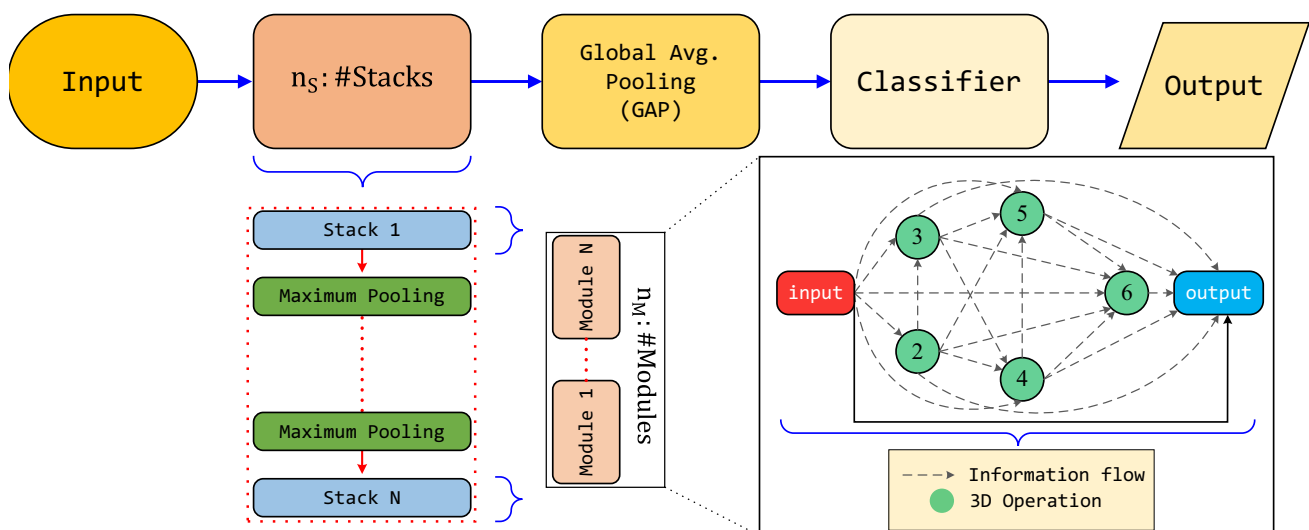 Input
n_S: #Stacks
Global Avg.
Pooling
(GAP)
Classifier
Output
Stack 1
Maximum Pooling
Maximum Pooling
Stack N
Module N
Module 1
n_M: #Modules
input
3
5
2
4
6
output
Information flow
3D Operation